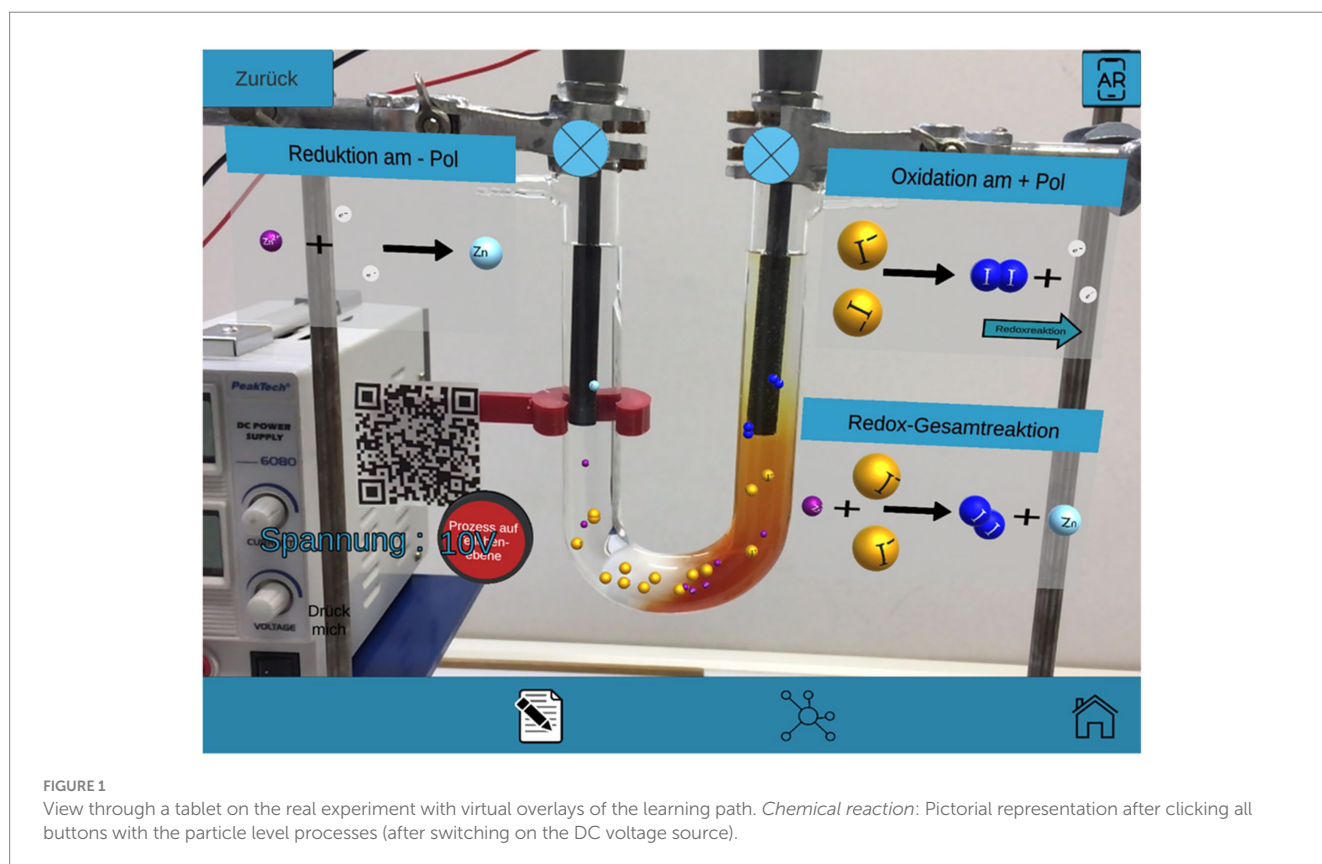 Zurück
AR
Reduktion am - Pol
Oxidation am + Pol
Zn²⁺ + e⁻ e⁻ → Zn
I⁻ I⁻ → I I + e⁻ e⁻
Redoxreaktion
Redox-Gesamtreaktion
+ I⁻ I⁻ → I I + Zn
PeakTech®
DC POWER
SUPPLY
6080
Prozess auf
ebene
Spannung : 10V
VOLTAGE
Drück
mich
FIGURE 1
View through a tablet on the real experiment with virtual overlays of the learning path. Chemical reaction: Pictorial representation after clicking all
buttons with the particle level processes (after switching on the DC voltage source).